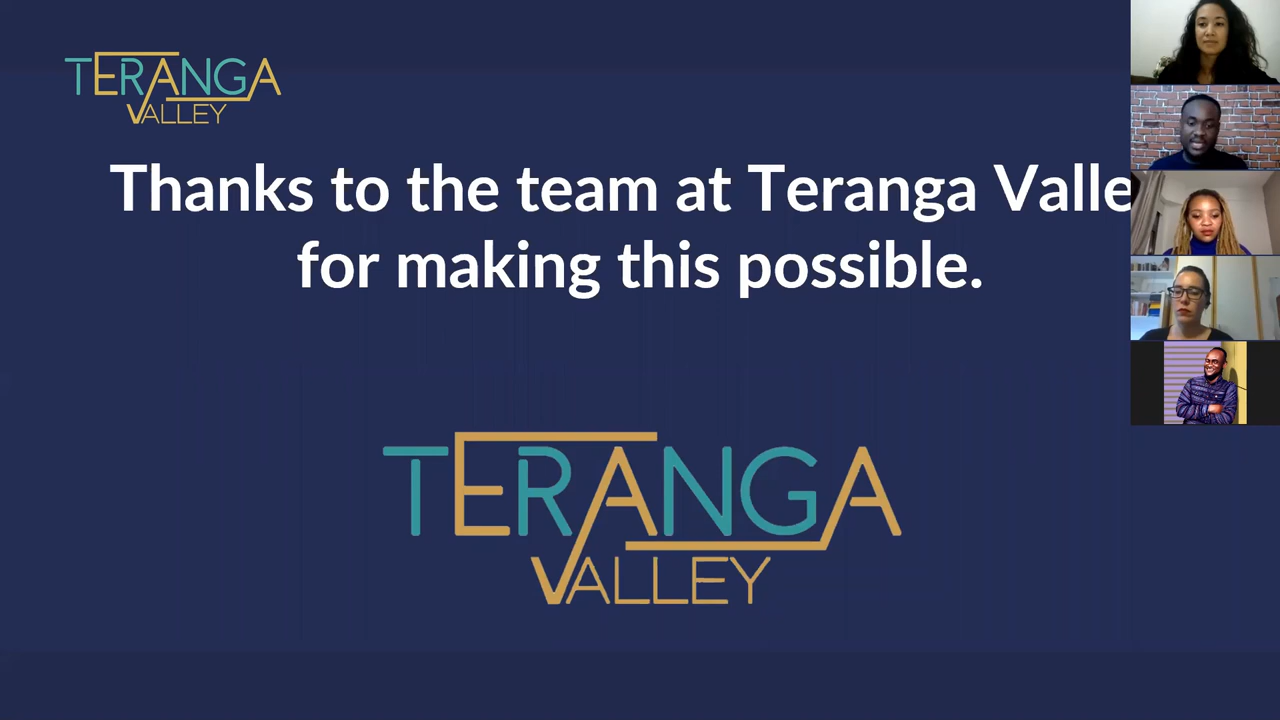 TERANGA
VALLEY
Thanks to the team at Teranga Valle
for making this possible.
TERANGA
VALLEY